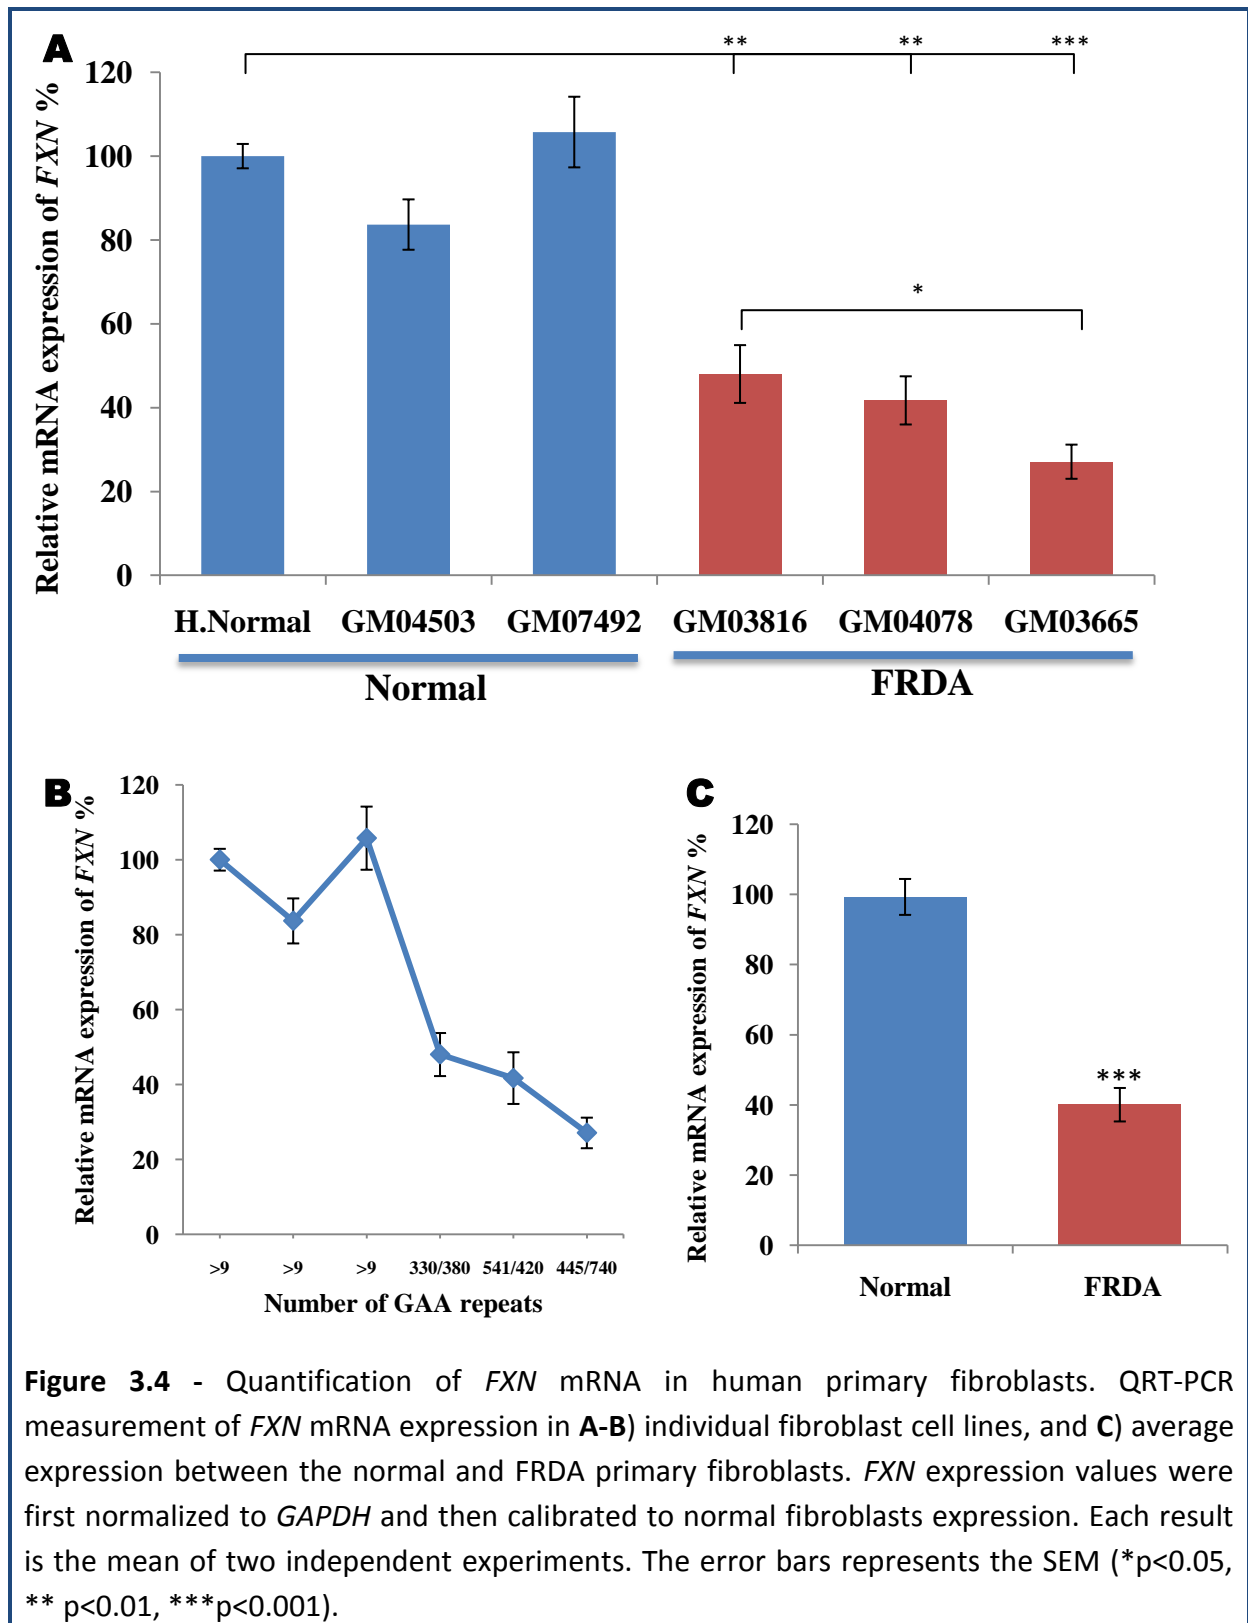 A
** ** ***
120
100
80
60
40
20
0
Relative mRNA expression of FXN %
*
H.Normal GM04503 GM07492 GM03816 GM04078 GM03665
Normal FRDA
B
120
100
80
60
40
20
0
Relative mRNA expression of FXN %
>9 >9 >9 330/380 541/420 445/740
Number of GAA repeats
C
120
100
80
60
40
20
0
Relative mRNA expression of FXN %
***
Normal FRDA
Figure 3.4 - Quantification of FXN mRNA in human primary fibroblasts. QRT-PCR
measurement of FXN mRNA expression in A-B) individual fibroblast cell lines, and C) average
expression between the normal and FRDA primary fibroblasts. FXN expression values were
first normalized to GAPDH and then calibrated to normal fibroblasts expression. Each result
is the mean of two independent experiments. The error bars represents the SEM (*p<0.05,
** p<0.01, ***p<0.001).